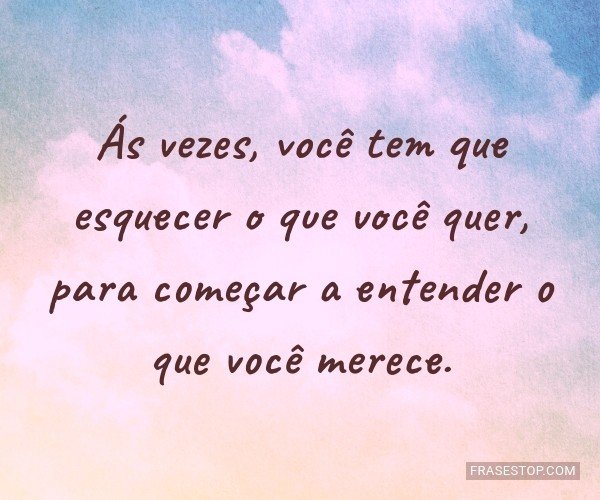 Ás vezes, você tem que
esquecer o que você quer,
para começar a entender o
que você merece.
FRASESTOP.COM